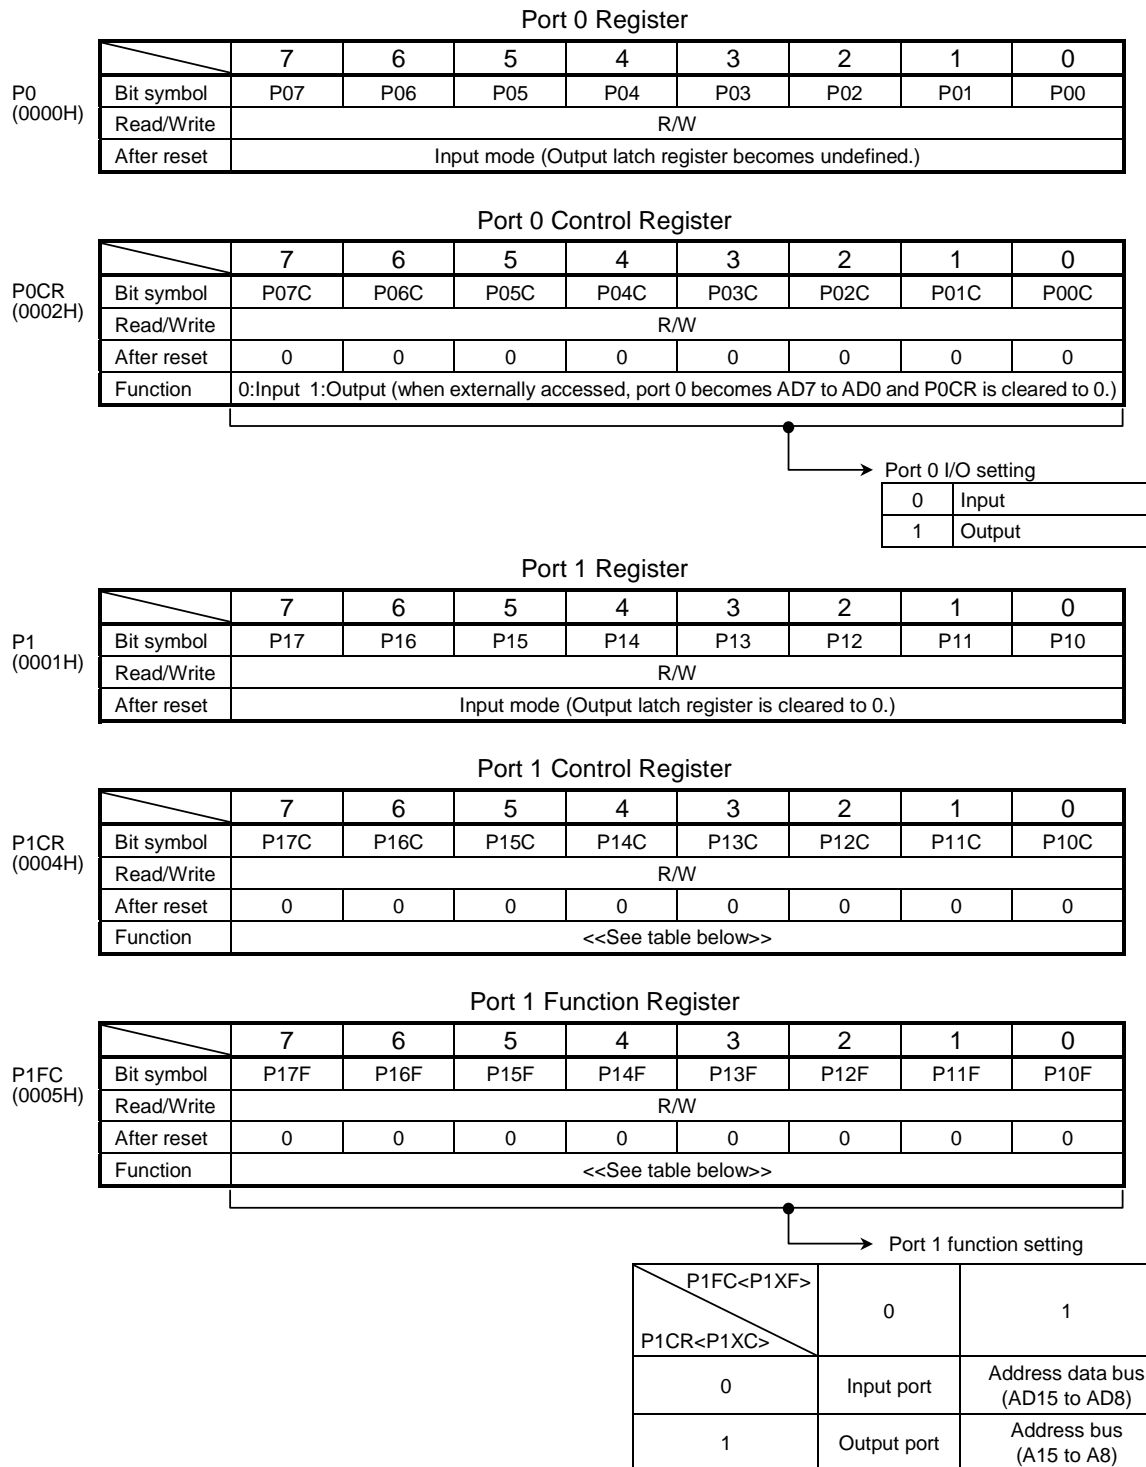 Port 0 Register
7 6 5 4 3 2 1 0
P0
(0000H)
Bit symbol P07 P06 P05 P04 P03 P02 P01 P00
Read/Write R/W
After reset Input mode (Output latch register becomes undefined.)
Port 0 Control Register
7 6 5 4 3 2 1 0
P0CR
(0002H)
Bit symbol P07C P06C P05C P04C P03C P02C P01C P00C
Read/Write R/W
After reset 0 0 0 0 0 0 0 0
Function 0:Input 1:Output (when externally accessed, port 0 becomes AD7 to AD0 and P0CR is cleared to 0.)
Port 0 I/O setting
0 Input
1 Output
Port 1 Register
7 6 5 4 3 2 1 0
P1
(0001H)
Bit symbol P17 P16 P15 P14 P13 P12 P11 P10
Read/Write R/W
After reset Input mode (Output latch register is cleared to 0.)
Port 1 Control Register
7 6 5 4 3 2 1 0
P1CR
(0004H)
Bit symbol P17C P16C P15C P14C P13C P12C P11C P10C
Read/Write R/W
After reset 0 0 0 0 0 0 0 0
Function <<See table below>>
Port 1 Function Register
7 6 5 4 3 2 1 0
P1FC
(0005H)
Bit symbol P17F P16F P15F P14F P13F P12F P11F P10F
Read/Write R/W
After reset 0 0 0 0 0 0 0 0
Function <<See table below>>
Port 1 function setting
P1FC<P1XF> 0 1
P1CR<P1XC>
0 Input port Address data bus
(AD15 to AD8)
1 Output port Address bus
(A15 to A8)